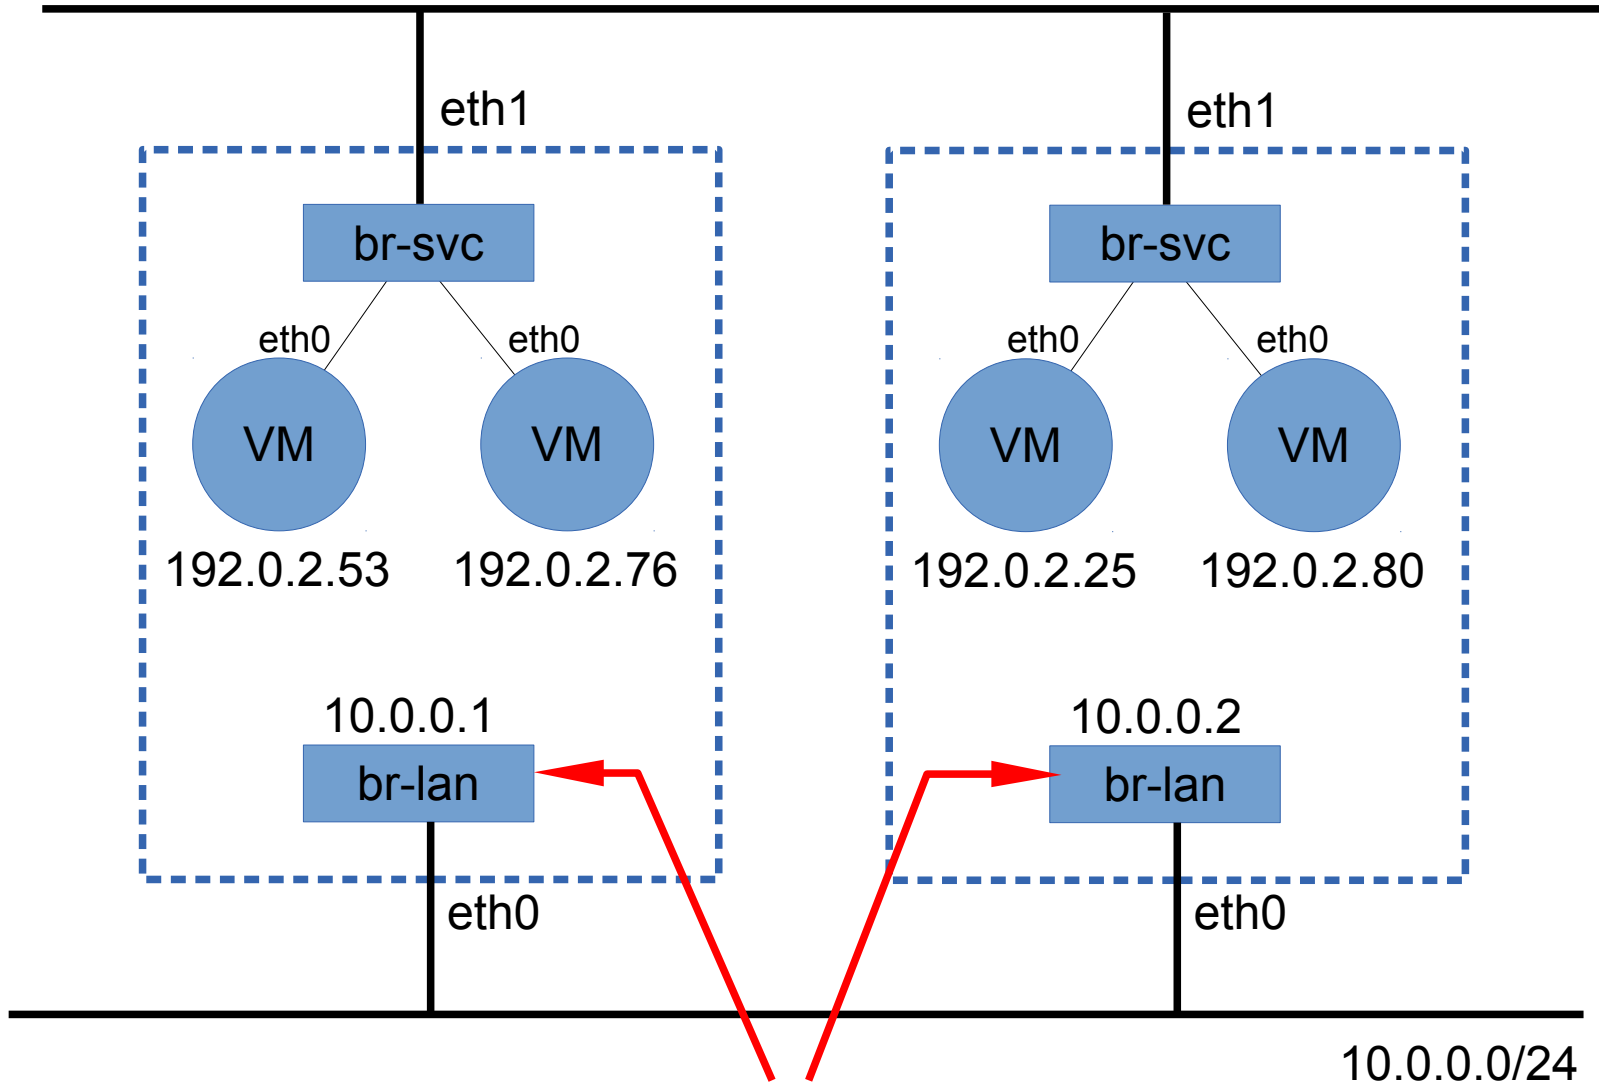 eth1
eth1
br-svc
br-svc
eth0
eth0
eth0
eth0
VM
VM
VM
VM
192.0.2.53
192.0.2.76
192.0.2.25
192.0.2.80
10.0.0.1
10.0.0.2
br-lan
br-lan
eth0
eth0
10.0.0.0/24